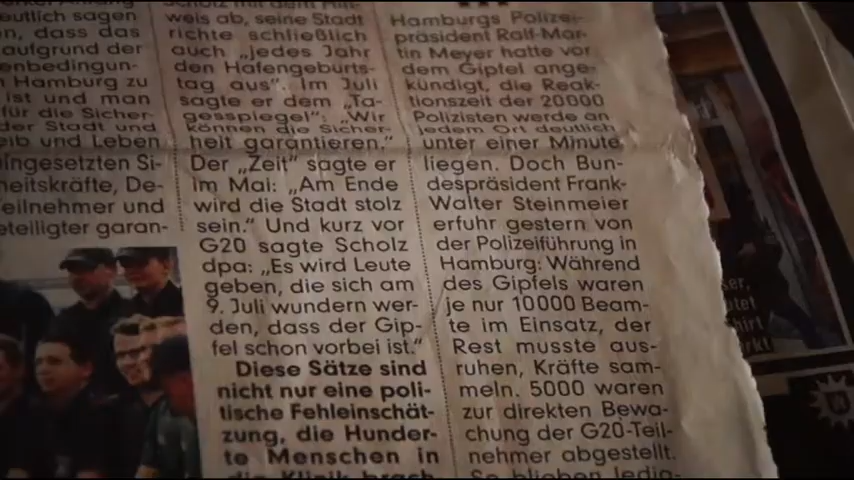 eutlich sagen
n, dass das
aufgrund der
enbedingun-
Hamburg zu
ist und man
für die Sicher-
der Stadt und
eib und Leben
ingesetzten Si-
heitskräfte, De-
eilnehmer und
eteiligter garan-
weis ab, seine Stadt
richte schließlich
auch „jedes Jahr
den Hafengeburts-
tag aus“. Im Juli
sagte er dem „Ta-
gesspiegel“: „Wir
können die Sicher-
heit garantieren.“
Der „Zeit“ sagte er
im Mai: „Am Ende
wird die Stadt stolz
sein.“ Und kurz vor
G20 sagte Scholz
dpa: „Es wird Leute
geben, die sich am
9. Juli wundern wer-
den, dass der Gip-
fel schon vorbei ist.“
Diese Sätze sind
nicht nur eine poli-
tische Fehleinschät-
zung, die Hunder-
te Menschen in
die Klinik brach
Hamburgs Polizei-
präsident Ralf-Mar-
tin Meyer hatte vor
dem Gipfel ange-
kündigt, die Reak-
tionszeit der 20000
Polizisten werde an
jedem Ort deutlich
unter einer Minute
liegen. Doch Bun-
despräsident Frank-
Walter Steinmeier
erfuhr gestern von
der Polizeiführung in
Hamburg: Während
des Gipfels waren
je nur 10000 Beam-
te im Einsatz, der
Rest musste aus-
ruhen, Kräfte sam-
meln. 5000 waren
zur direkten Bewa-
chung der G20-Teil-
nehmer abgestellt.
So blieben ledig-